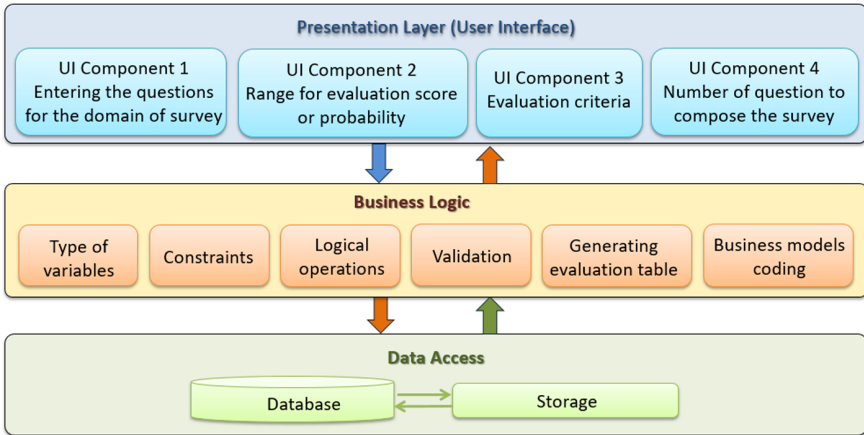 Presentation Layer (User Interface)
UI Component 1
Entering the questions
for the domain of survey
UI Component 2
Range for evaluation score
or probability
UI Component 3
Evaluation criteria
UI Component 4
Number of question to
compose the survey
Business Logic
Type of
variables
Constraints
Logical
operations
Validation
Generating
evaluation table
Business models
coding
Data Access
Database
Storage